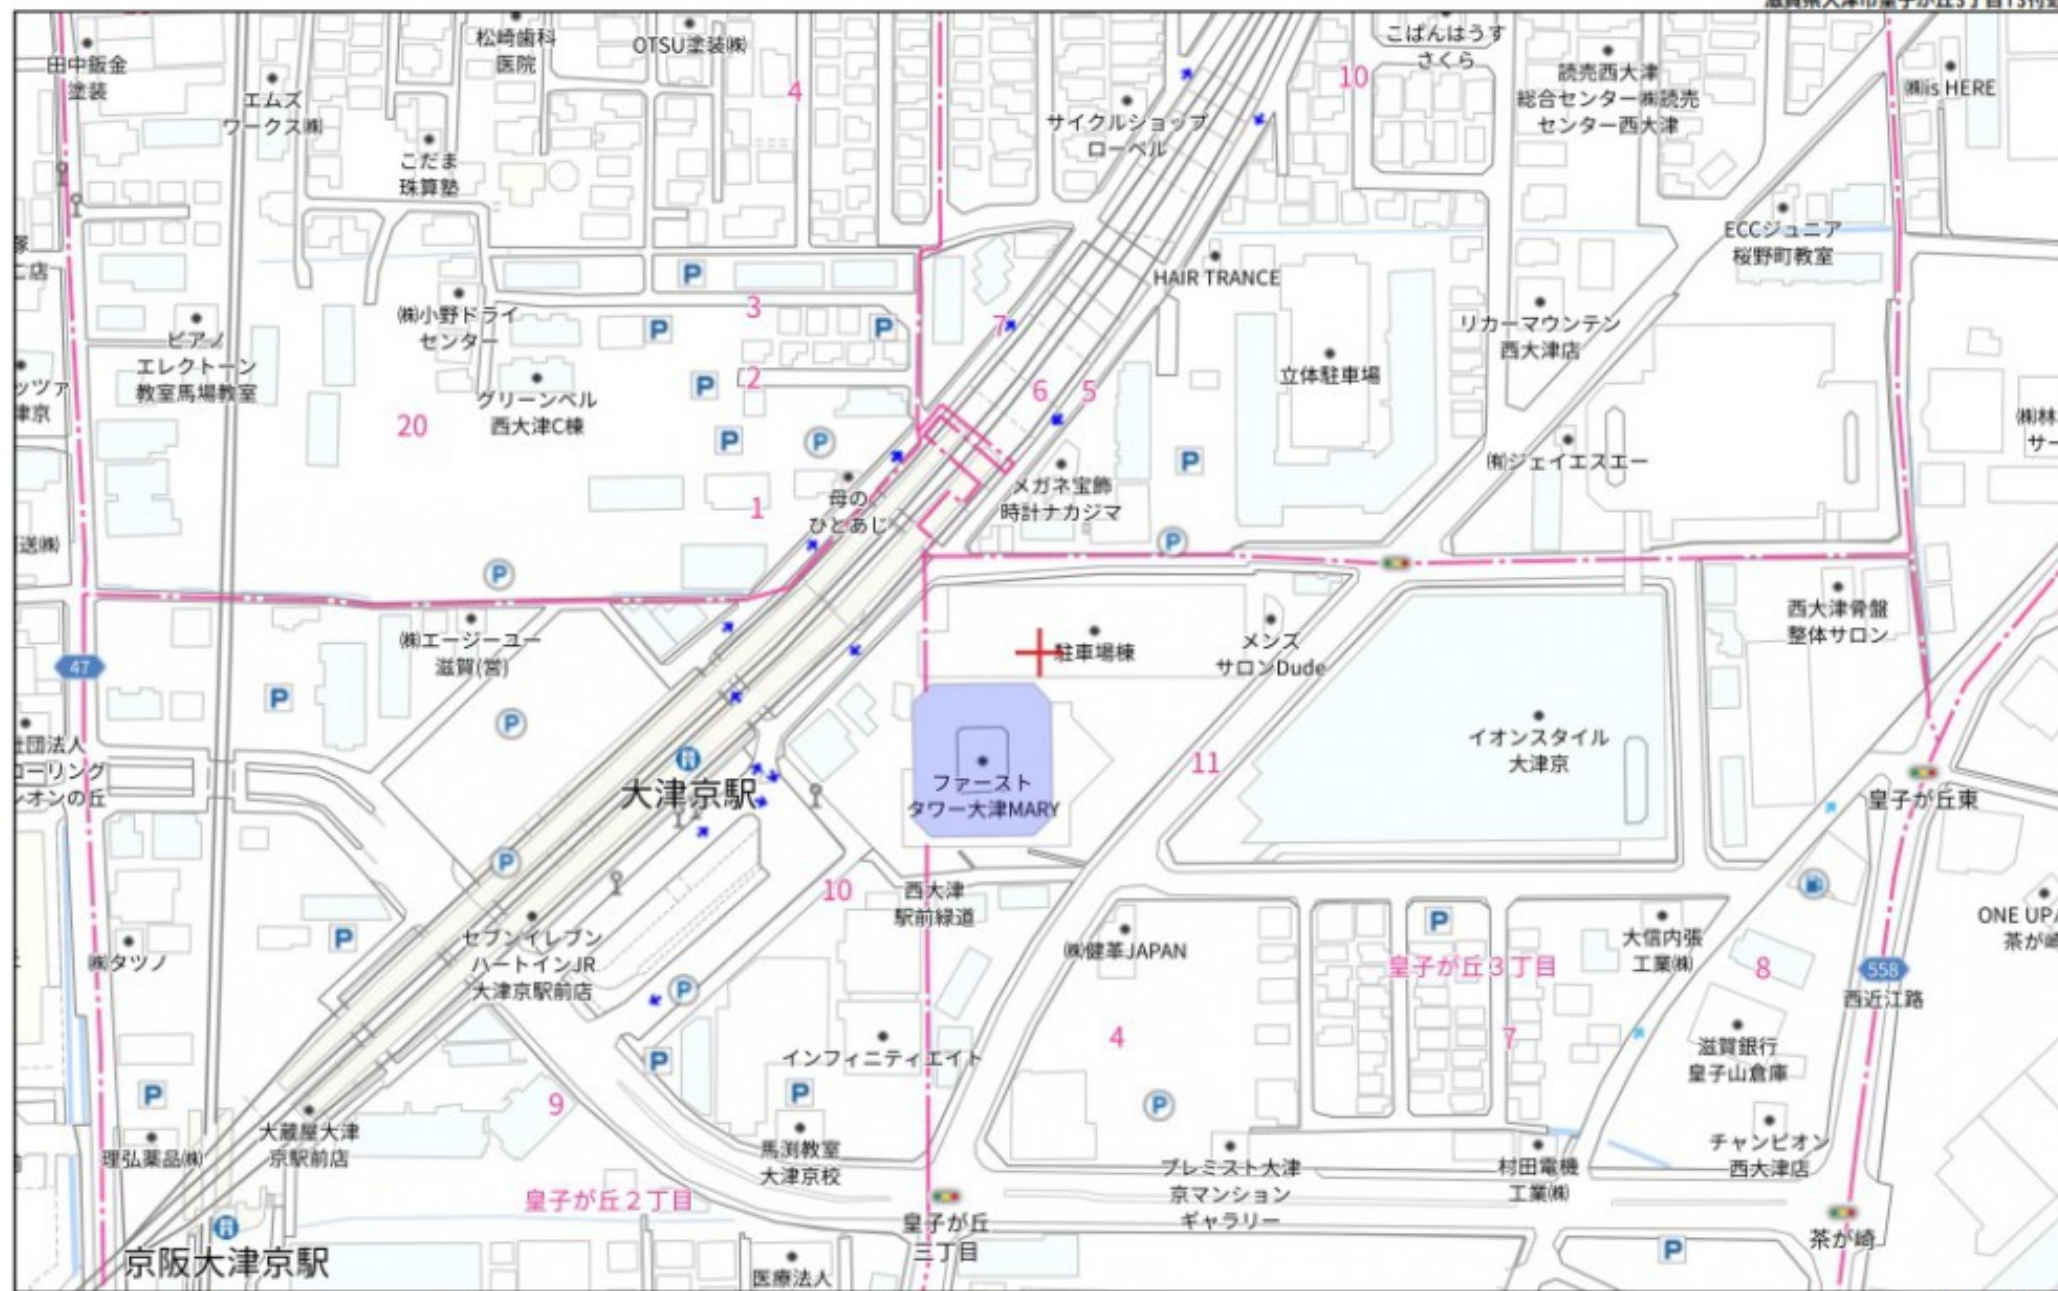 田中鈑金
塗装
松崎歯科
医院
OTSU塗装㈱
4
エムズ
ワークス㈱
こだま
珠算塾
サイクルショップ
ローベル
10
こぱんはうす
さくら
読売西大津
総合センター㈱読売
センター西大津
㈱is HERE
ECCジュニア
桜野町教室
HAIR TRANCE
㈱小野ドライ
センター
3
P
P
P
7
ピアノ
エレクトーン
教室馬場教室
グリーンベル
西大津C棟
20
2
P
P
P
6
5
立体駐車場
リカーマウンテン
西大津店
㈲ジェイエスエー
P
メガネ宝飾
時計ナカジマ
1
母の
ひとあじ
P
P
㈱エージーユー
滋賀(営)
47
P
P
駐車場棟
メンズ
サロンDude
西大津骨盤
整体サロン
大津京駅
ファースト
タワー大津MARY
11
イオンスタイル
大津京
皇子が丘東
社団法人
P
10
西大津
駅前緑道
㈱タツノ
P
セブンイレブン
ハートインJR
大津京駅前店
P
㈱健革JAPAN
P
皇子が丘３丁目
大信内張
工業㈱
8
558
西近江路
ONE UP
茶が崎
4
7
インフィニティエイト
滋賀銀行
皇子山倉庫
P
P
P
P
9
理弘薬品㈱
大蔵屋大津
京駅前店
馬渕教室
大津京校
プレミスト大津
京マンション
ギャラリー
村田電機
工業㈱
チャンピオン
西大津店
皇子が丘２丁目
皇子が丘
三丁目
茶が崎
P
京阪大津京駅
医療法人